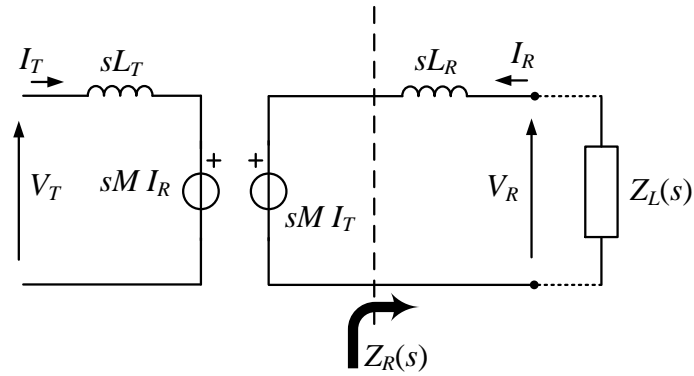 I_T
sL_T
sL_R
I_R
V_T
+
sM I_R
+
sM I_T
V_R
Z_L(s)
Z_R(s)